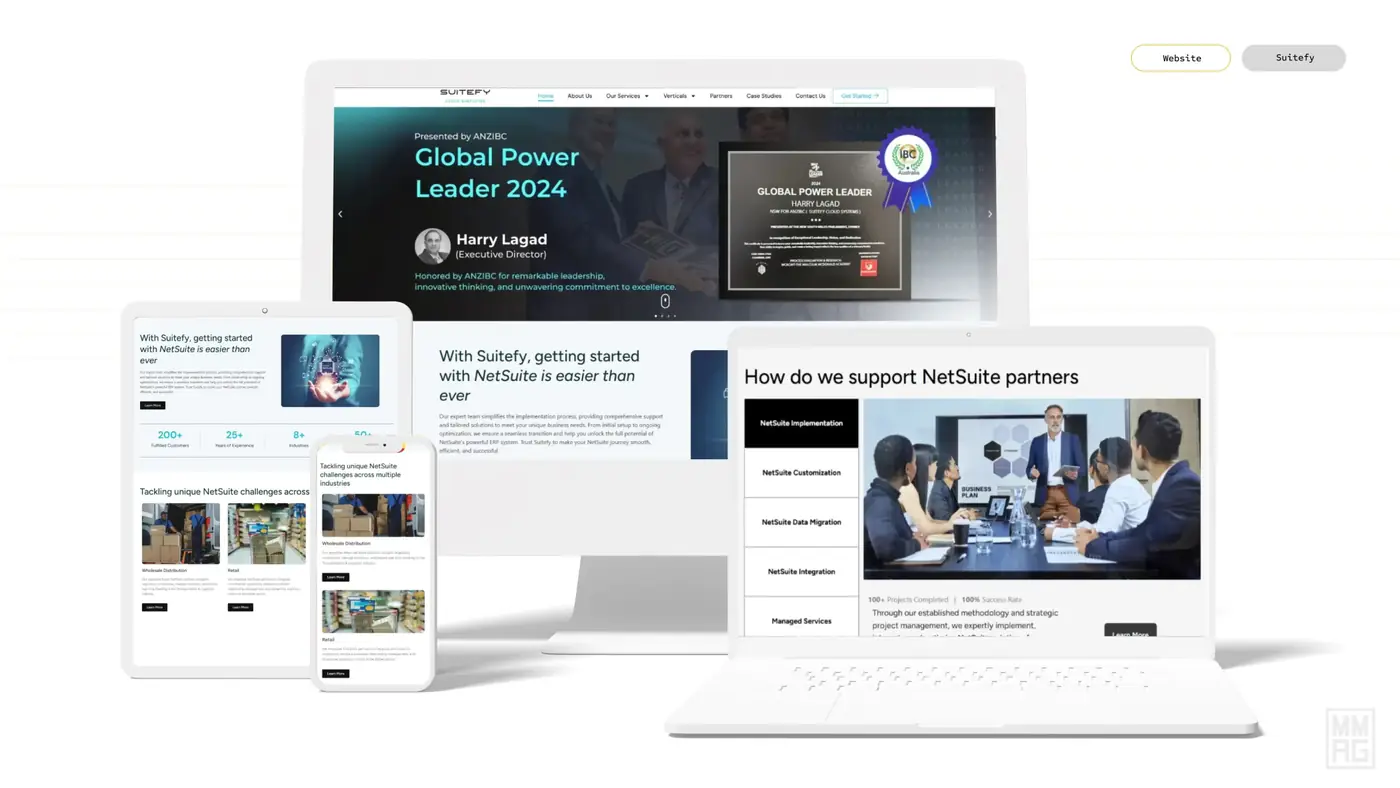 Website
Suitefy
SUITEFY
Home
About Us
Our Services
Verticals
Partners
Case Studies
Contact Us
Get Started
Presented by ANZIBC
Global Power
Leader 2024
Harry Lagad
(Executive Director)
Honored by ANZIBC for remarkable leadership,
innovative thinking, and unwavering commitment to excellence.
2024
GLOBAL POWER LEADER
HARRY LAGAD
IBC
Australia
With Suitefy, getting started
with NetSuite is easier than
ever
Our expert team simplifies the implementation process, providing comprehensive support
and tailored solutions to meet your unique business needs. From initial setup to ongoing
optimization, we ensure a seamless transition and help you unlock the full potential of
NetSuite's powerful ERP system. Trust Suitefy to make your NetSuite journey smooth,
efficient, and successful
With Suitefy, getting started
with NetSuite is easier than
ever
Learn More
200+
Fulfilled Customers
25+
Years of Experience
8+
Industries
50+
Tackling unique NetSuite challenges across
Wholesale Distribution
Learn More
Retail
Learn More
Tackling unique NetSuite
challenges across multiple
industries
Wholesale Distribution
Learn More
Retail
Learn More
How do we support NetSuite partners
NetSuite Implementation
NetSuite Customization
NetSuite Data Migration
NetSuite Integration
Managed Services
BUSINESS
PLAN
100+ Projects Completed | 100% Success Rate
Through our established methodology and strategic
project management, we expertly implement,
Learn More
MM
AG